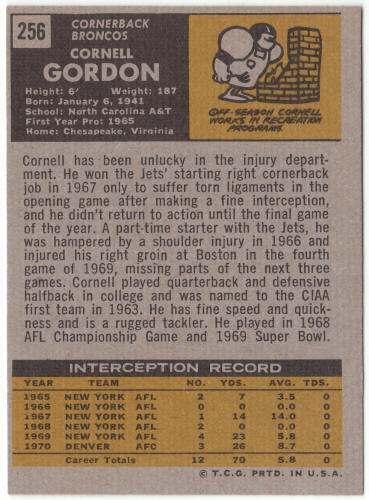 256
CORNERBACK
BRONCOS
CORNELL
GORDON
Height: 6' Weight: 187
Born: January 6, 1941
School: North Carolina A&T
First Year Pro: 1965
Home: Chesapeake, Virginia
OFF-SEASON CORNELL
WORKS IN RECREATION
PROGRAMS.
Cornell has been unlucky in the injury depart-
ment. He won the Jets' starting right cornerback
job in 1967 only to suffer torn ligaments in the
opening game after making a fine interception,
and he didn't return to action until the final game
of the year. A part-time starter with the Jets, he
was hampered by a shoulder injury in 1966 and
injured his right groin at Boston in the fourth
game of 1969, missing parts of the next three
games. Cornell played quarterback and defensive
halfback in college and was named to the CIAA
first team in 1963. He has fine speed and quick-
ness and is a rugged tackler. He played in 1968
AFL Championship Game and 1969 Super Bowl.
INTERCEPTION RECORD
YEAR TEAM NO. YDS. AVG. TDS.
1965 NEW YORK AFL 2 7 3.5 0
1966 NEW YORK AFL 0 0 0.0 0
1967 NEW YORK AFL 1 14 14.0 0
1968 NEW YORK AFL 2 0 0.0 0
1969 NEW YORK AFL 4 23 5.8 0
1970 DENVER AFC 3 26 8.7 0
Career Totals 12 70 5.8 0
© T.C.G. PRTD. IN U.S.A.